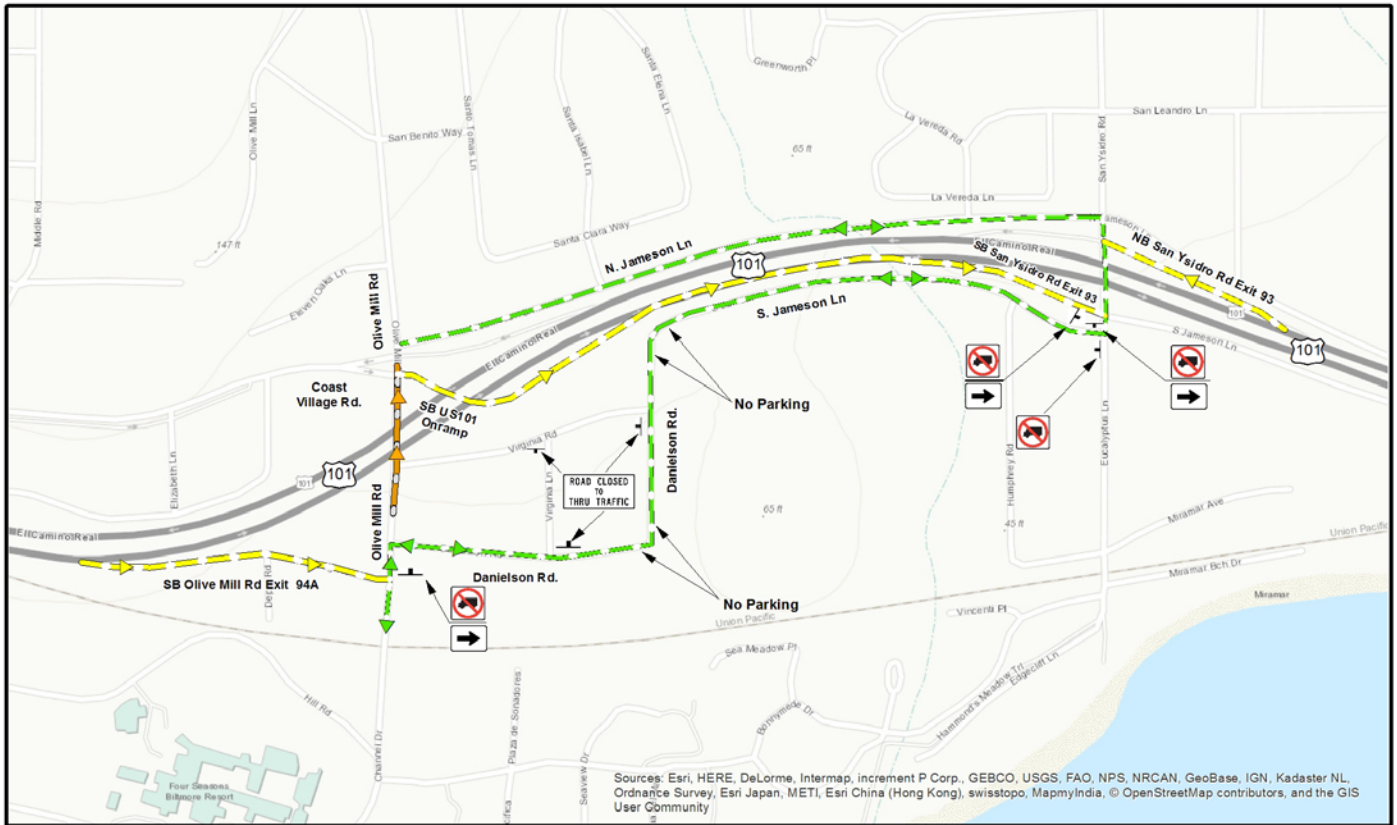 Greenworth Pl
San Leandro Ln
La Vereda Rd
San Ysidro Rd
Olive Mill Ln
San Benito Way
Santo Tomas Ln
Santa Isabel Ln
Santa Elena Ln
65 ft
Middle Rd
La Vereda Ln
147 ft
Santa Clara Way
Jameson Ln
N. Jameson Ln
ElCaminoReal
NB San Ysidro Rd Exit 93
SB San Ysidro Rd Exit 93
101
Eleven Oaks Ln
Olive Mill Rd
S. Jameson Ln
101
S Jameson Ln
101
ElCaminoReal
Coast
Village Rd.
SB US101
Onramp
No Parking
Virginia Rd
Danielson Rd.
Elizabeth Ln
101
101
ROAD CLOSED
TO
THRU TRAFFIC
Virginia Ln
Humphrey Rd
Eucalyptus Ln
65 ft
45 ft
Miramar Ave
Union Pacific
ElCaminoReal
Olive Mill Rd
SB Olive Mill Rd Exit 94A
Danielson Rd.
No Parking
Miramar Bch Dr
Miramar
Vincenti Pl
Union Pacific
Sea Meadow Pl
Hill Rd
Channel Dr
Plaza de Sonadores
Seaview Dr
Bonnymede Dr
Hammond's Meadow Trl
Edgecliff Ln
Four Seasons
Biltmore Resort
Sources: Esri, HERE, DeLorme, Intermap, increment P Corp., GEBCO, USGS, FAO, NPS, NRCAN, GeoBase, IGN, Kadaster NL,
Ordnance Survey, Esri Japan, METI, Esri China (Hong Kong), swisstopo, MapmyIndia, © OpenStreetMap contributors, and the GIS
User Community